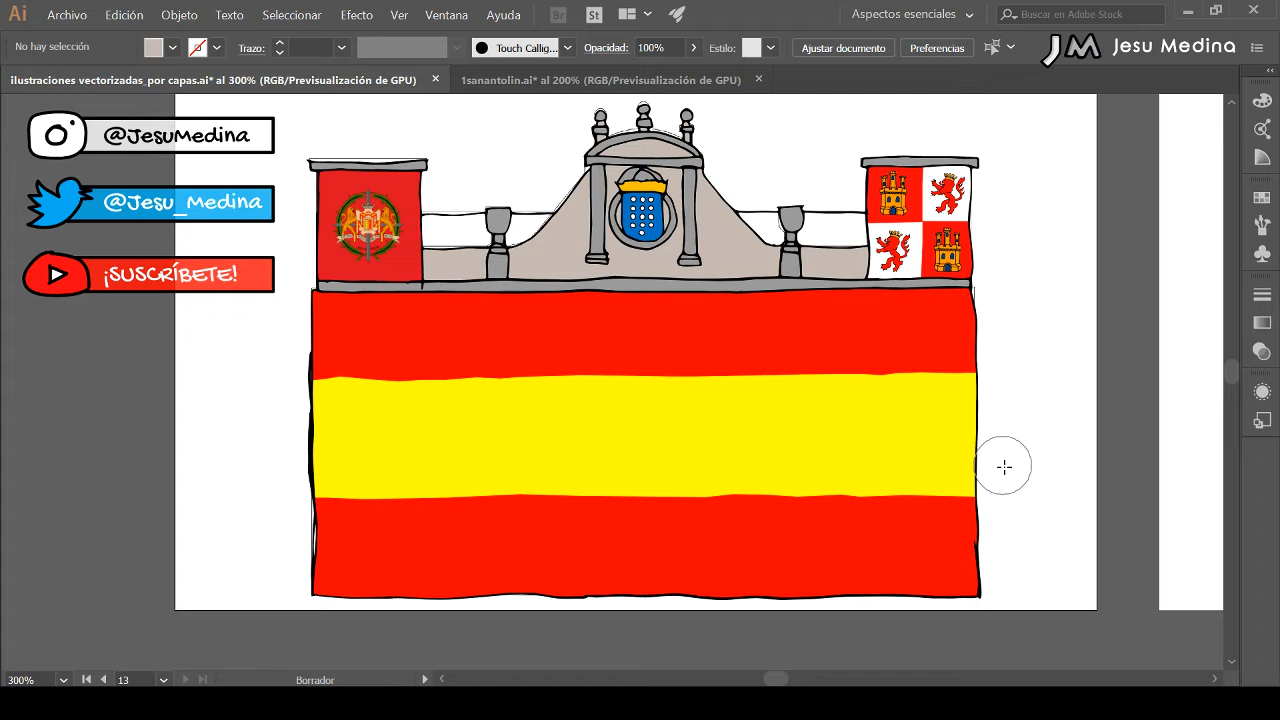 Ai Archivo Edición Objeto Texto Seleccionar Efecto Ver Ventana Ayuda Br St Aspectos esenciales Buscar en Adobe Stock
No hay selección Trazo: Touch Callig... Opacidad: 100% Estilo: Ajustar documento Preferencias JM Jesu Medina
ilustraciones vectorizadas_por capas.ai* al 300% (RGB/Previsualización de GPU) 1sanantolin.ai* al 200% (RGB/Previsualización de GPU)
@JesuMedina
@Jesu_Medina
¡SUSCRÍBETE!
300% 13 Borrador